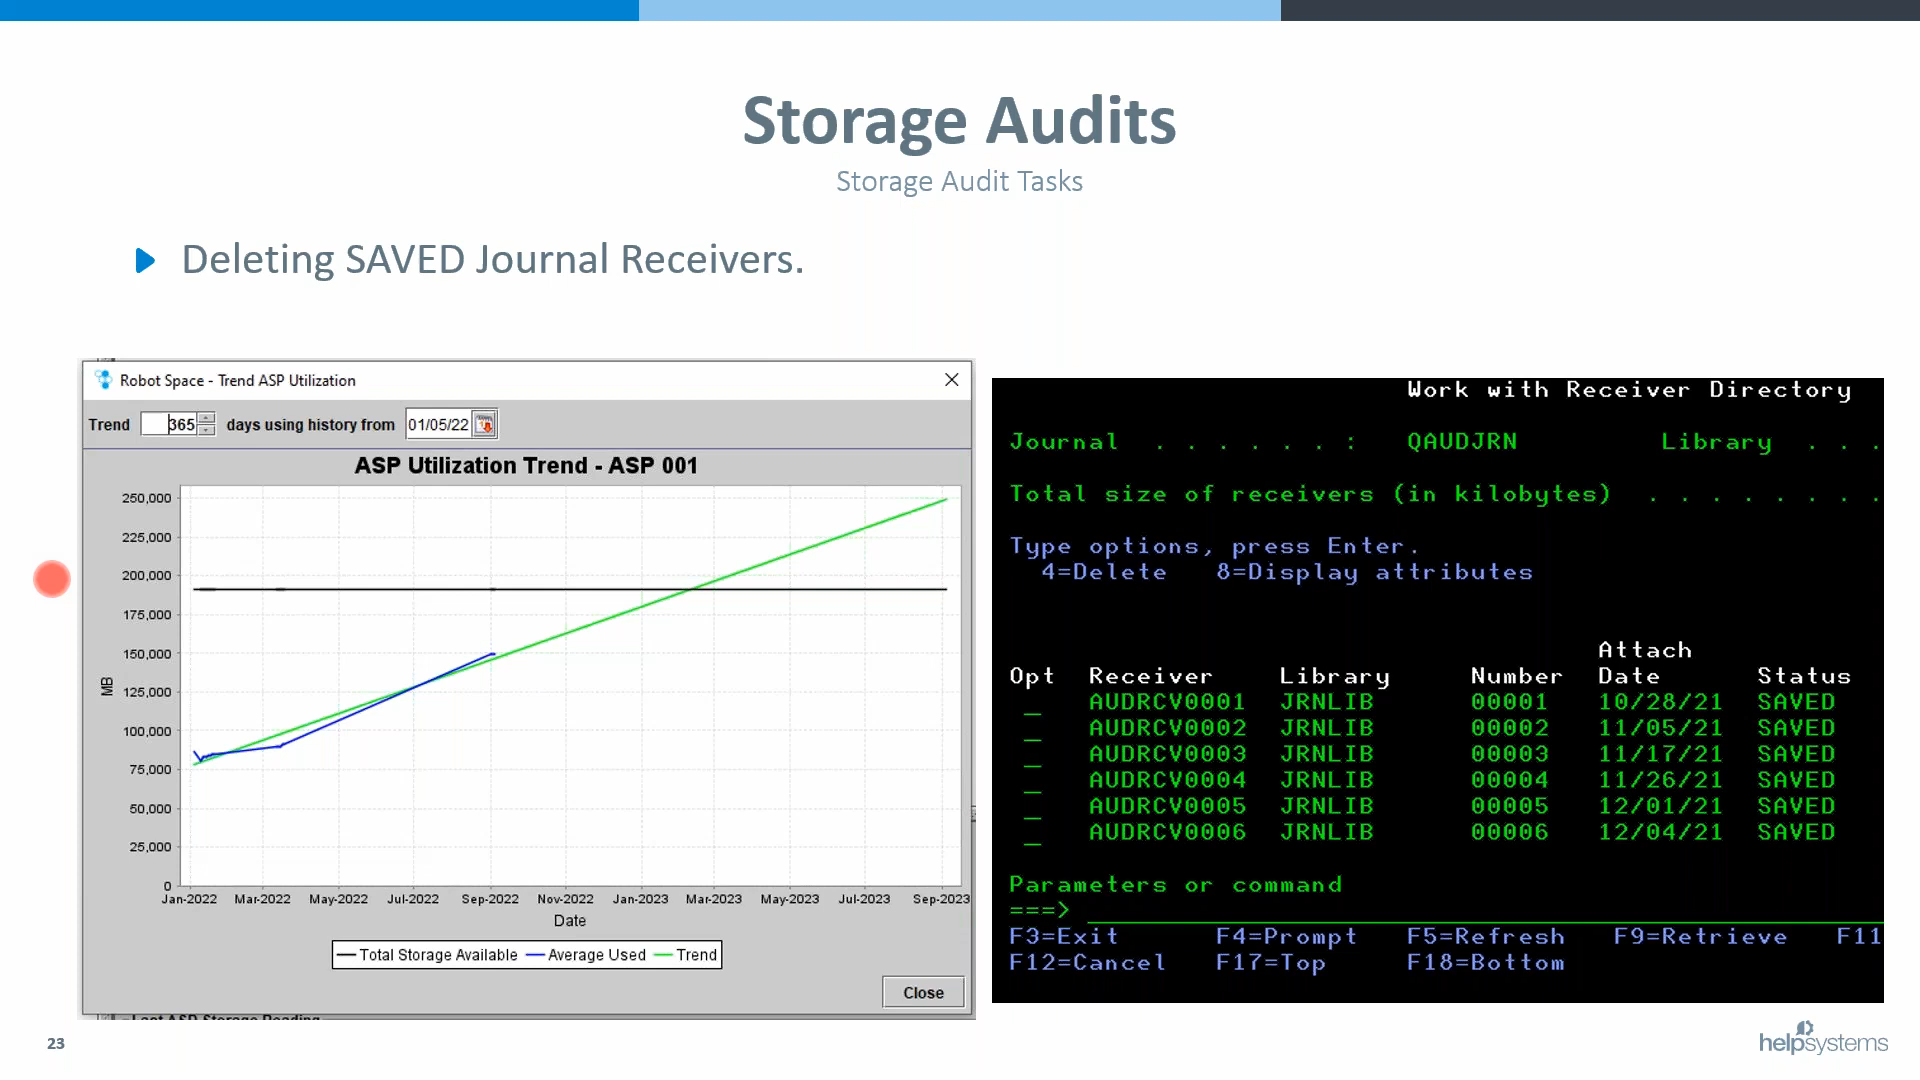 Storage Audits
Storage Audit Tasks
Deleting SAVED Journal Receivers.
Robot Space - Trend ASP Utilization
Trend 365 days using history from 01/05/22
ASP Utilization Trend - ASP 001
250,000
225,000
200,000
175,000
150,000
125,000
100,000
75,000
50,000
25,000
0
MB
Jan-2022 Mar-2022 May-2022 Jul-2022 Sep-2022 Nov-2022 Jan-2023 Mar-2023 May-2023 Jul-2023 Sep-2023
Date
Total Storage Available Average Used Trend
Close
Last ASP Storage Reading
Work with Receiver Directory
Journal . . . . . . : QAUDJRN Library . . .
Total size of receivers (in kilobytes) . . . . . . . .
Type options, press Enter.
4=Delete 8=Display attributes
Attach
Opt Receiver Library Number Date Status
_ AUDRCV0001 JRNLIB 00001 10/28/21 SAVED
_ AUDRCV0002 JRNLIB 00002 11/05/21 SAVED
_ AUDRCV0003 JRNLIB 00003 11/17/21 SAVED
_ AUDRCV0004 JRNLIB 00004 11/26/21 SAVED
_ AUDRCV0005 JRNLIB 00005 12/01/21 SAVED
_ AUDRCV0006 JRNLIB 00006 12/04/21 SAVED
Parameters or command
===>
F3=Exit F4=Prompt F5=Refresh F9=Retrieve F11
F12=Cancel F17=Top F18=Bottom
23
helpsystems